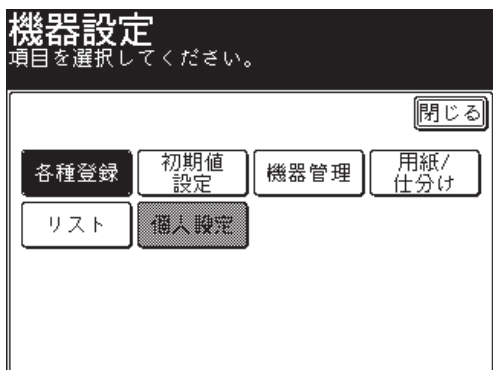 機器設定
項目を選択してください。
閉じる
各種登録
初期値
設定
機器管理
用紙/
仕分け
リスト
個人設定